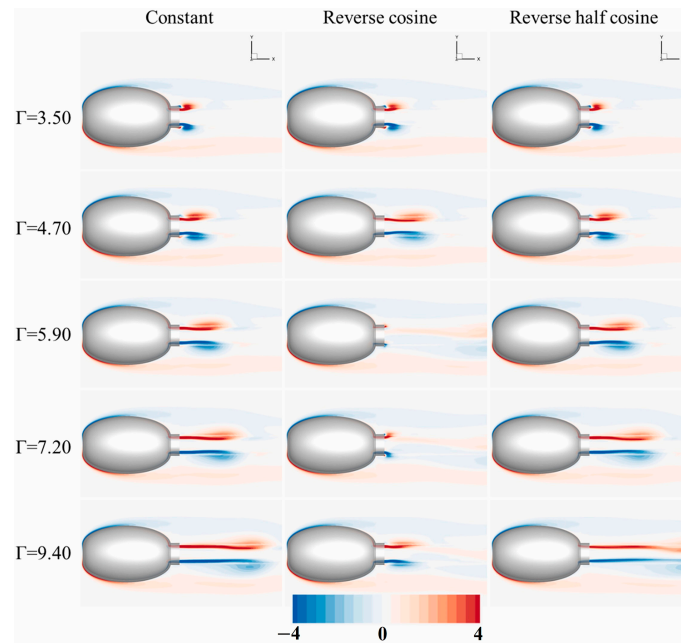 Constant Reverse cosine Reverse half cosine
Y Y Y
Z X Z X Z
Γ=3.50
Γ=4.70
Γ=5.90
Γ=7.20
Γ=9.40
−4 0 4